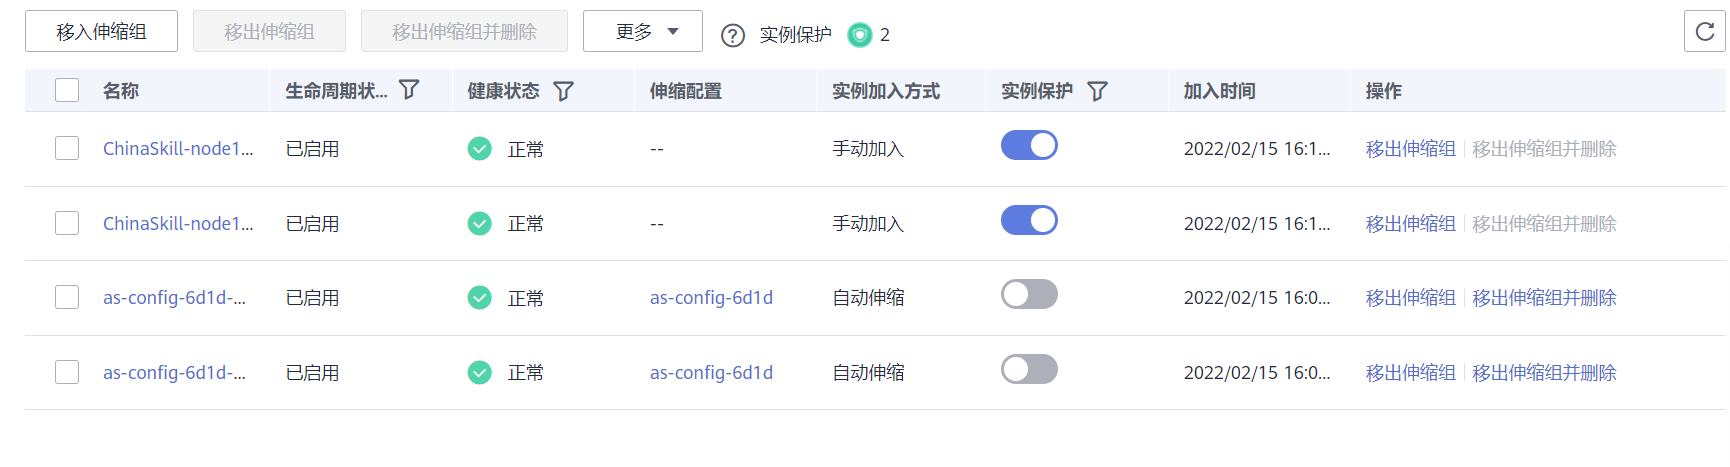 移入伸缩组 移出伸缩组 移出伸缩组并删除 更多 ? 实例保护 2
名称 生命周期状... 健康状态 伸缩配置 实例加入方式 实例保护 加入时间 操作
ChinaSkill-node1... 已启用 正常 -- 手动加入 2022/02/15 16:1... 移出伸缩组 移出伸缩组并删除
ChinaSkill-node1... 已启用 正常 -- 手动加入 2022/02/15 16:1... 移出伸缩组 移出伸缩组并删除
as-config-6d1d-... 已启用 正常 as-config-6d1d 自动伸缩 2022/02/15 16:0... 移出伸缩组 移出伸缩组并删除
as-config-6d1d-... 已启用 正常 as-config-6d1d 自动伸缩 2022/02/15 16:0... 移出伸缩组 移出伸缩组并删除